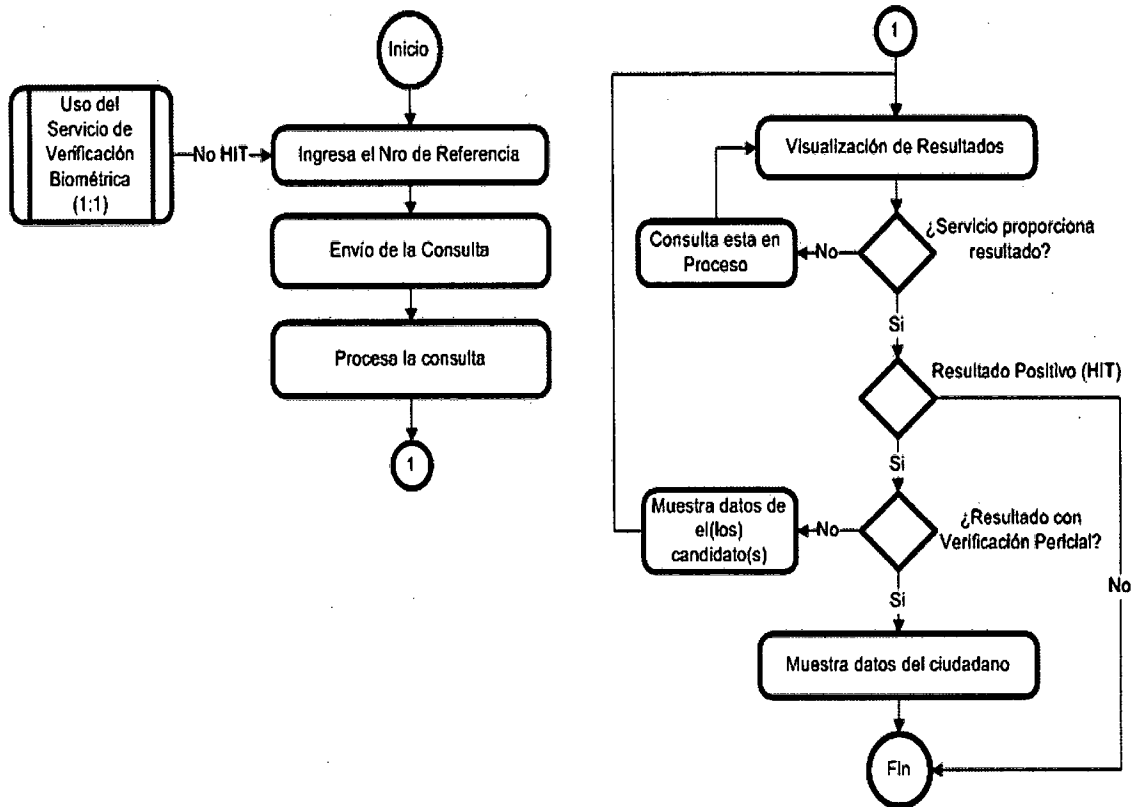 Inicio
Uso del
Servicio de
Verificación
Biométrica
(1:1)
No HIT
Ingresa el Nro de Referencia
Envío de la Consulta
Procesa la consulta
1
1
Visualización de Resultados
¿Servicio proporciona
resultado?
No
Consulta esta en
Proceso
Si
Resultado Positivo (HIT)
Si
¿Resultado con
Verificación Pericial?
No
Muestra datos de
el(los)
candidato(s)
No
Si
Muestra datos del ciudadano
Fin